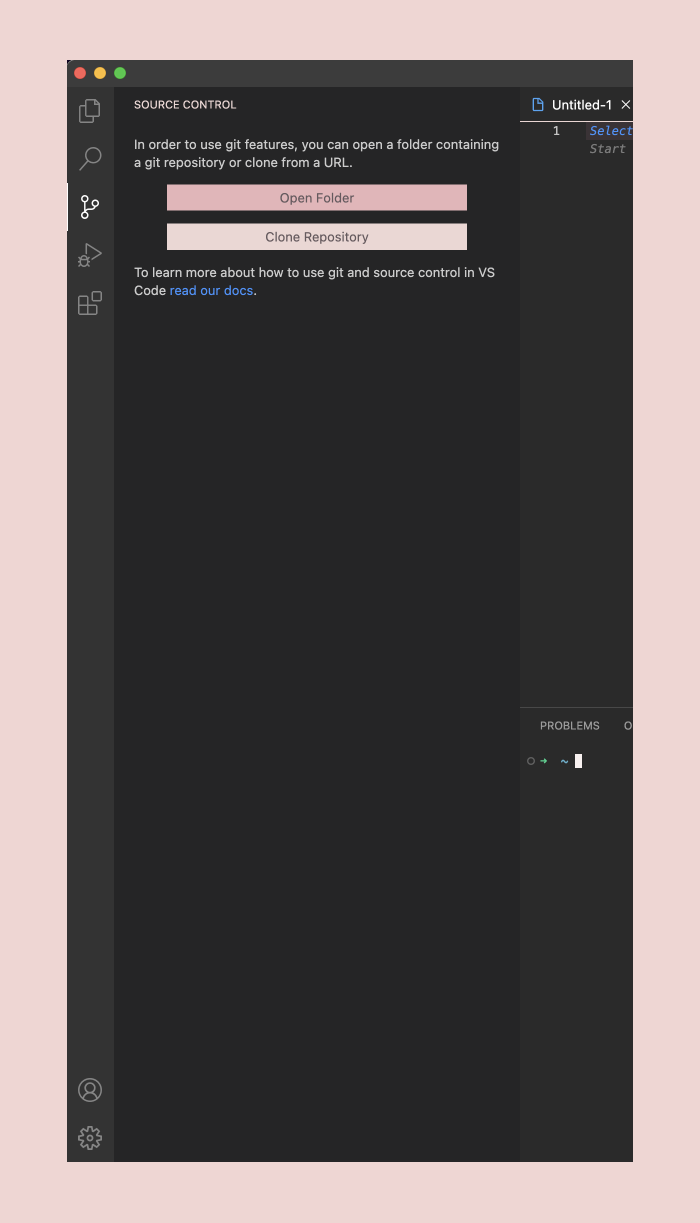 SOURCE CONTROL
In order to use git features, you can open a folder containing
a git repository or clone from a URL.
Open Folder
Clone Repository
To learn more about how to use git and source control in VS
Code read our docs.
Untitled-1
1 Select
Start
PROBLEMS O
~